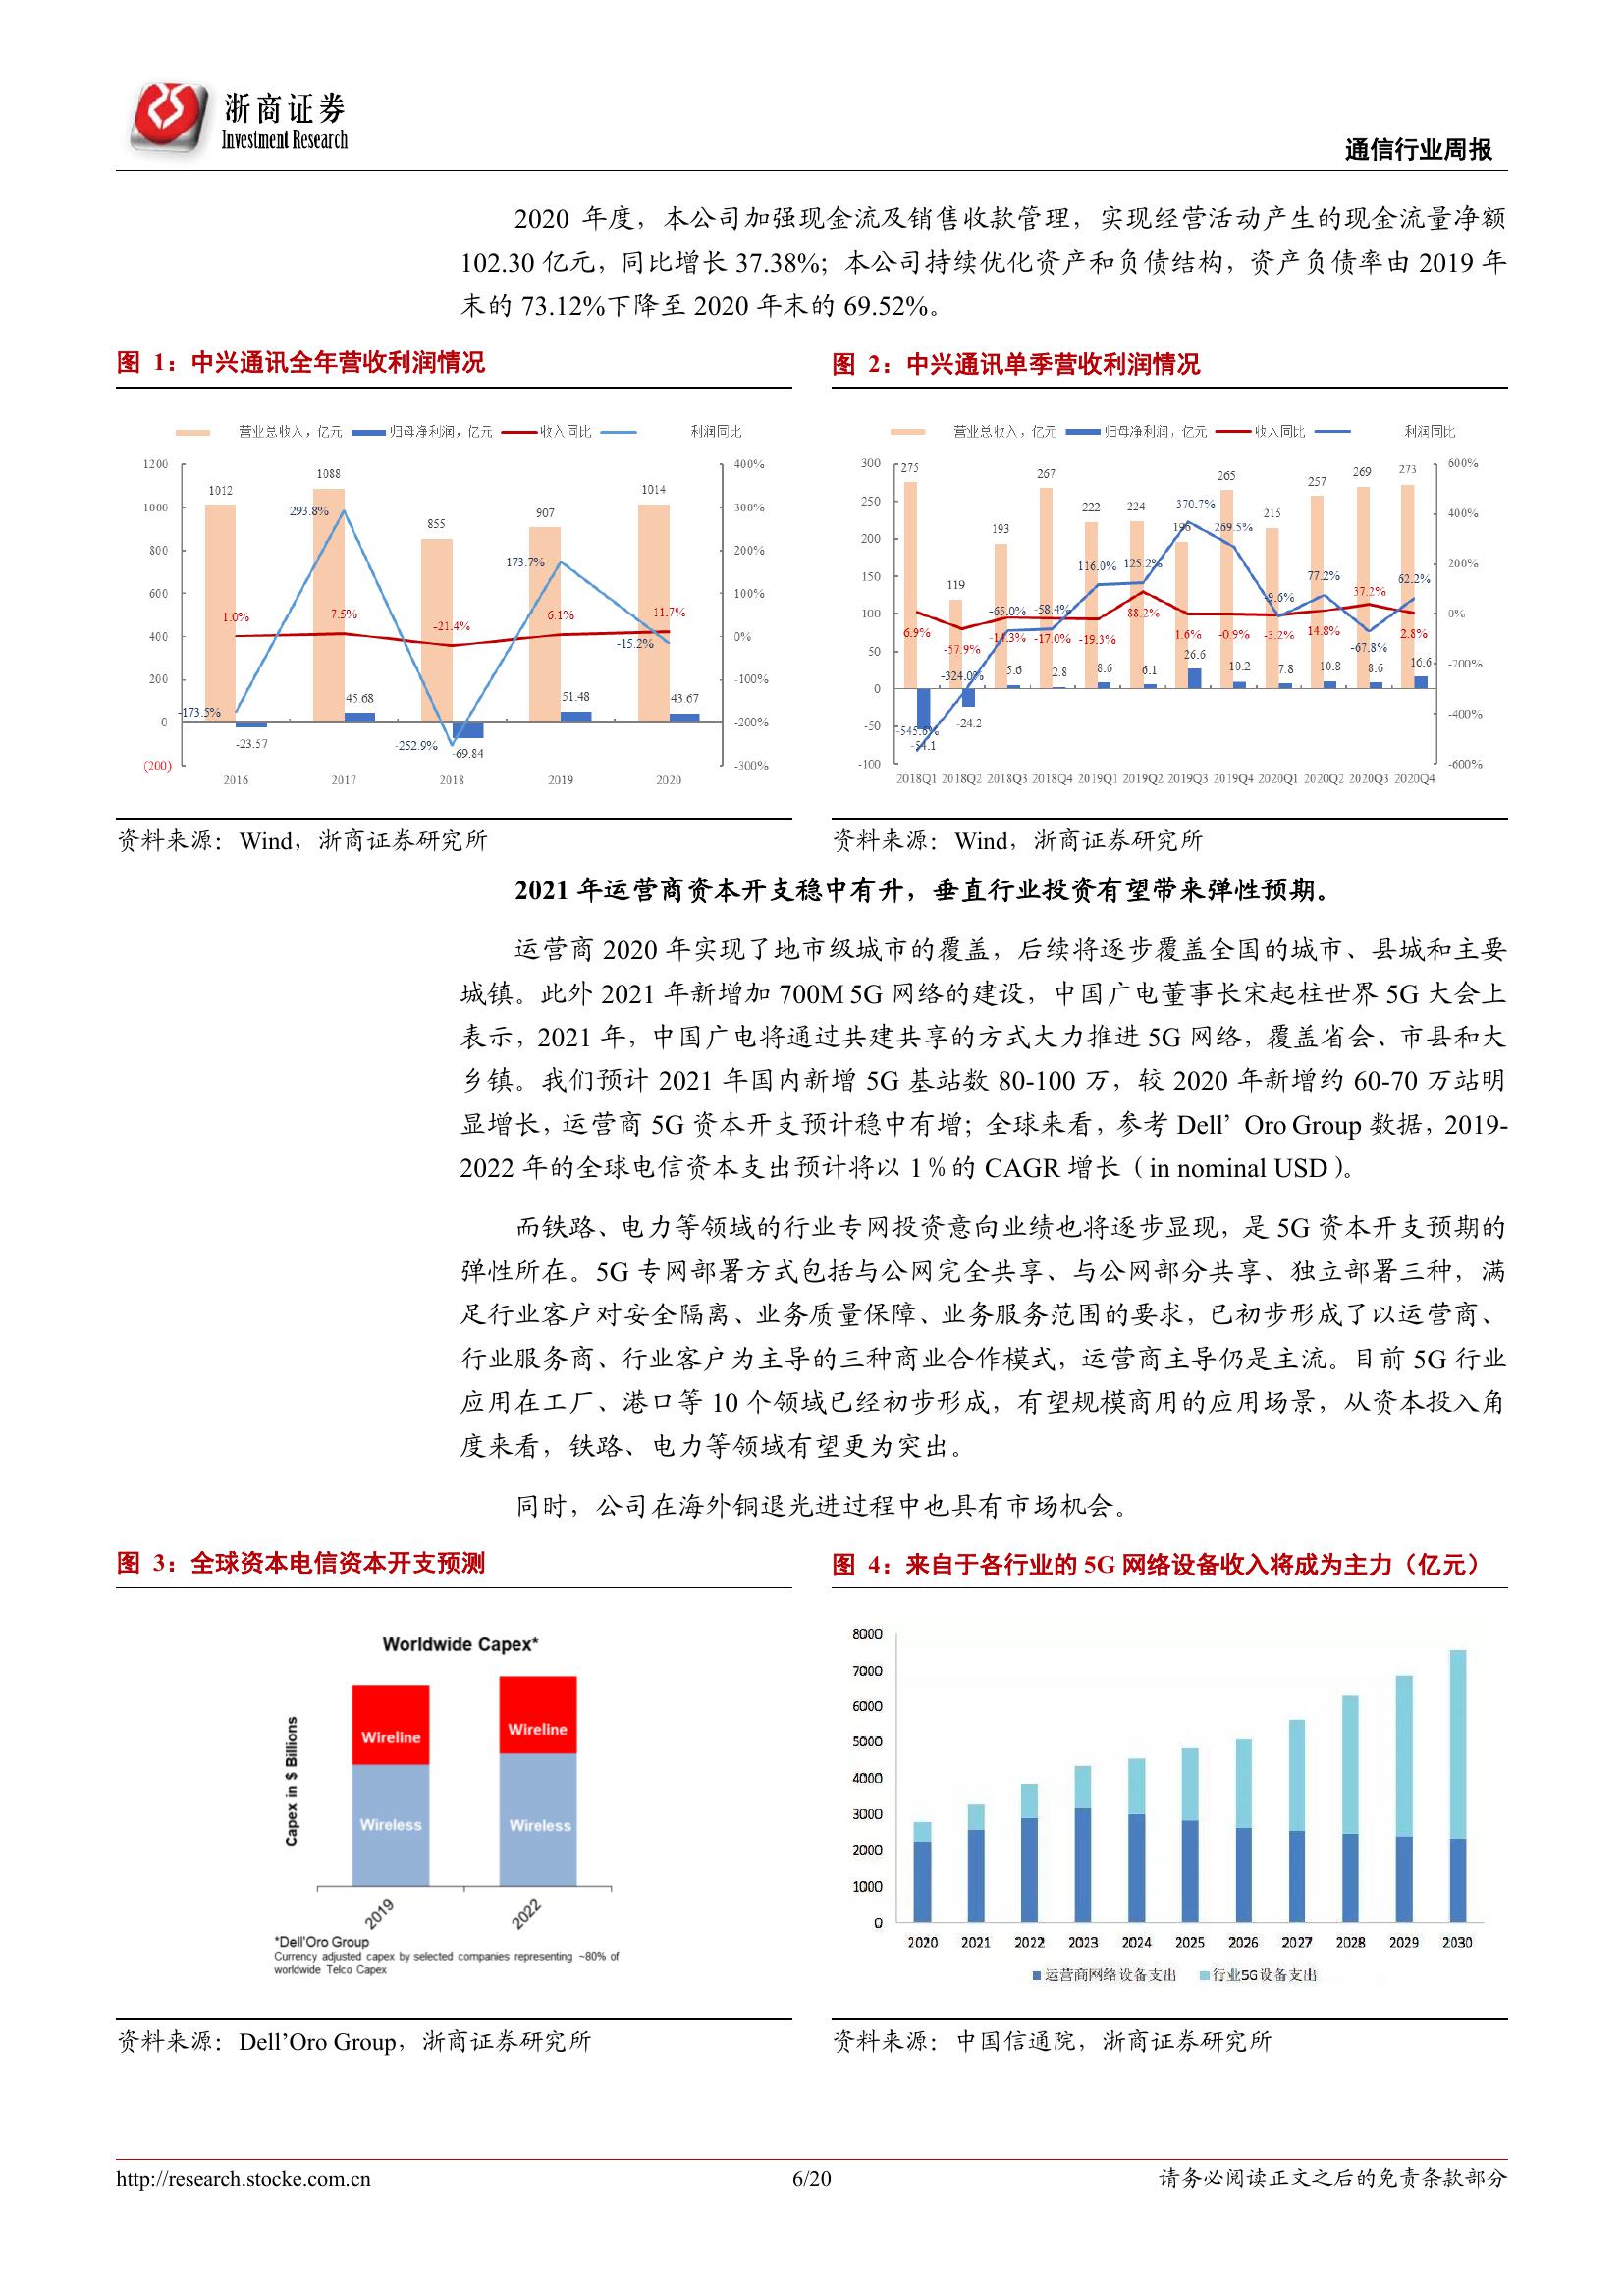 浙商证券
Investment Research
通信行业周报
2020 年度，本公司加强现金流及销售收款管理，实现经营活动产生的现金流量净额
102.30 亿元，同比增长 37.38%；本公司持续优化资产和负债结构，资产负债率由 2019 年
末的 73.12%下降至 2020 年末的 69.52%。
图 1：中兴通讯全年营收利润情况
营业总收入，亿元 归母净利润，亿元 收入同比 利润同比
1200 1000 800 600 400 200 0 (200)
400% 300% 200% 100% 0% -100% -200% -300%
1012 1088 855 907 1014
293.8% 173.7% -173.5% -252.9% -15.2%
1.0% 7.5% -21.4% 6.1% 11.7%
-23.57 45.68 -69.84 51.48 43.67
2016 2017 2018 2019 2020
资料来源：Wind，浙商证券研究所
图 2：中兴通讯单季营收利润情况
营业总收入，亿元 归母净利润，亿元 收入同比 利润同比
300 250 200 150 100 50 0 -50 -100
600% 400% 200% 0% -200% -400% -600%
275 119 193 267 222 224 196 265 215 257 269 273
-545.6% -324.0% -65.0% -58.4% 116.0% 125.2% 370.7% 269.5% -9.6% 77.2% -67.8% 62.2%
6.9% -57.9% -14.3% -17.0% -19.3% 88.2% 1.6% -0.9% -3.2% 14.8% 37.2% 2.8%
-54.1 -24.2 5.6 2.8 8.6 6.1 26.6 10.2 7.8 10.8 8.6 16.6
2018Q1 2018Q2 2018Q3 2018Q4 2019Q1 2019Q2 2019Q3 2019Q4 2020Q1 2020Q2 2020Q3 2020Q4
资料来源：Wind，浙商证券研究所
2021 年运营商资本开支稳中有升，垂直行业投资有望带来弹性预期。
运营商 2020 年实现了地市级城市的覆盖，后续将逐步覆盖全国的城市、县城和主要
城镇。此外 2021 年新增加 700M 5G 网络的建设，中国广电董事长宋起柱世界 5G 大会上
表示，2021 年，中国广电将通过共建共享的方式大力推进 5G 网络，覆盖省会、市县和大
乡镇。我们预计 2021 年国内新增 5G 基站数 80-100 万，较 2020 年新增约 60-70 万站明
显增长，运营商 5G 资本开支预计稳中有增；全球来看，参考 Dell’ Oro Group 数据，2019-
2022 年的全球电信资本支出预计将以 1％的 CAGR 增长（in nominal USD）。
而铁路、电力等领域的行业专网投资意向业绩也将逐步显现，是 5G 资本开支预期的
弹性所在。5G 专网部署方式包括与公网完全共享、与公网部分共享、独立部署三种，满
足行业客户对安全隔离、业务质量保障、业务服务范围的要求，已初步形成了以运营商、
行业服务商、行业客户为主导的三种商业合作模式，运营商主导仍是主流。目前 5G 行业
应用在工厂、港口等 10 个领域已经初步形成，有望规模商用的应用场景，从资本投入角
度来看，铁路、电力等领域有望更为突出。
同时，公司在海外铜退光进过程中也具有市场机会。
图 3：全球资本电信资本开支预测
Worldwide Capex*
Capex in $ Billions
Wireline Wireline
Wireless Wireless
2019 2022
*Dell'Oro Group
Currency adjusted capex by selected companies representing ~80% of
worldwide Telco Capex
资料来源：Dell’Oro Group，浙商证券研究所
图 4：来自于各行业的 5G 网络设备收入将成为主力（亿元）
8000
7000
6000
5000
4000
3000
2000
1000
0
2020 2021 2022 2023 2024 2025 2026 2027 2028 2029 2030
运营商网络设备支出 行业5G设备支出
资料来源：中国信通院，浙商证券研究所
http://research.stocke.com.cn
6/20
请务必阅读正文之后的免责条款部分